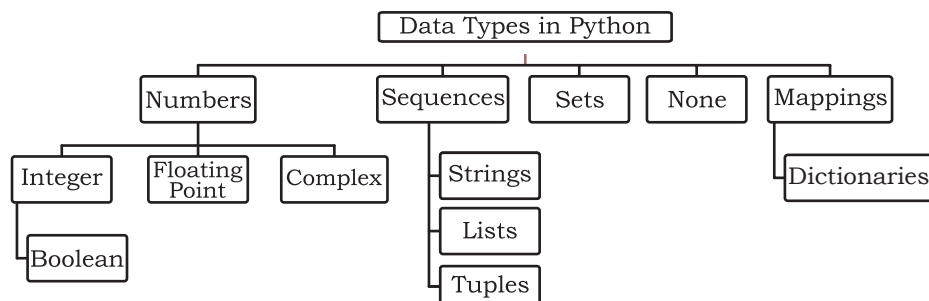 Data Types in Python
Numbers
Sequences
Sets
None
Mappings
Integer
Floating
Point
Complex
Strings
Dictionaries
Lists
Boolean
Tuples